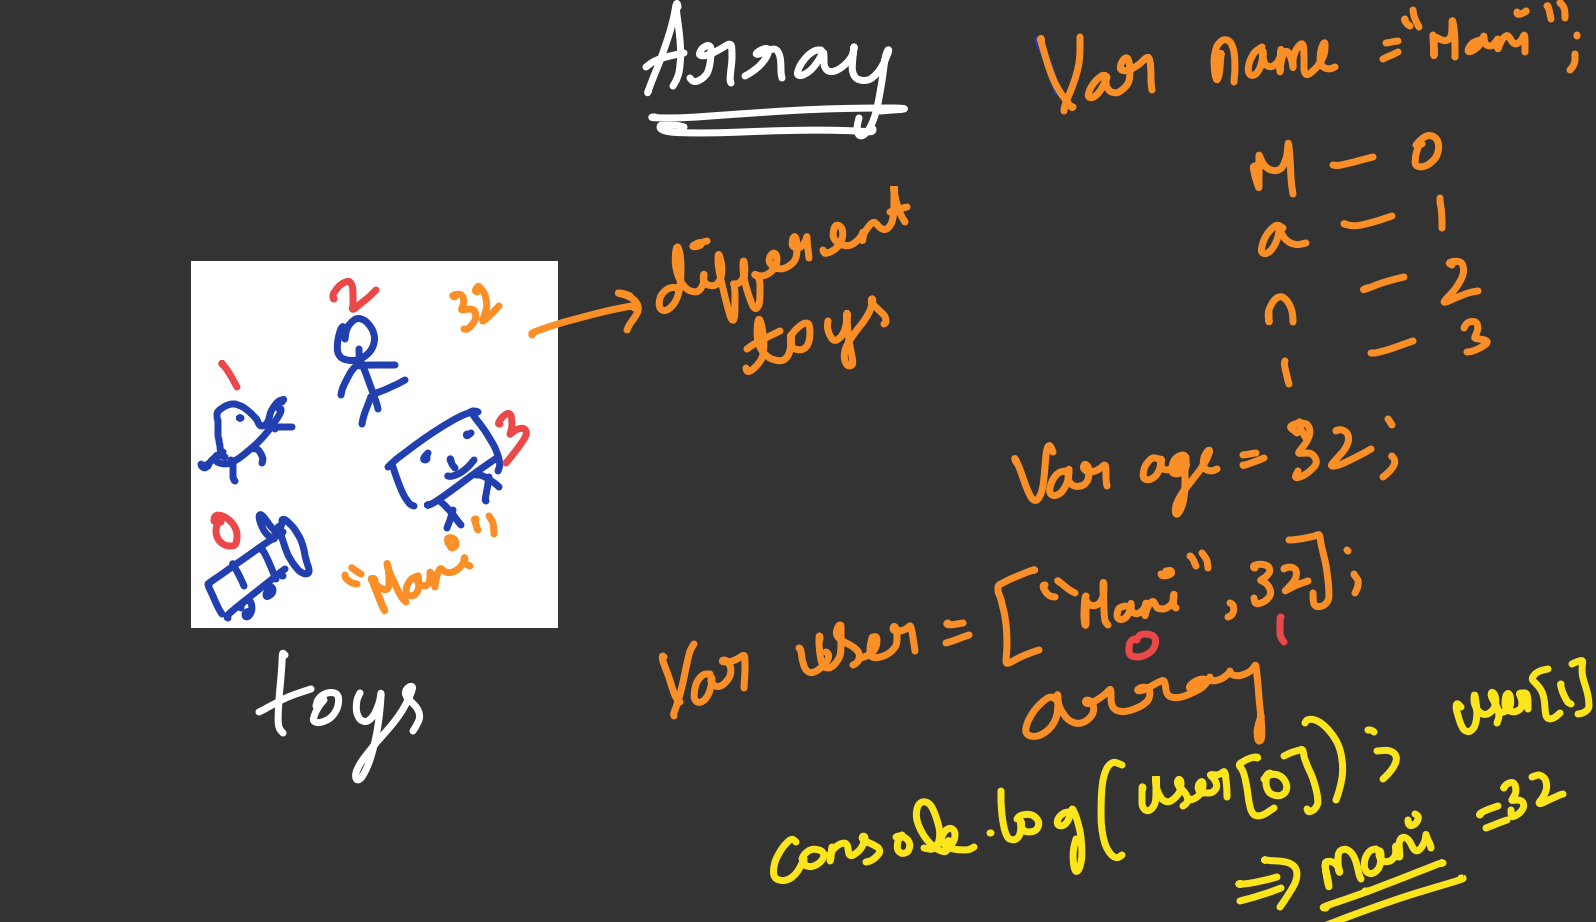 Array
Var name = "Mani";
M - 0
a - 1
n - 2
i - 3
different
toys
2
32
1
3
0
"Mani"
toys
Var age = 32;
Var user = ["Mani", 32];
0 1
array
console.log(user[0]);
user[1]
=32
=> Mani